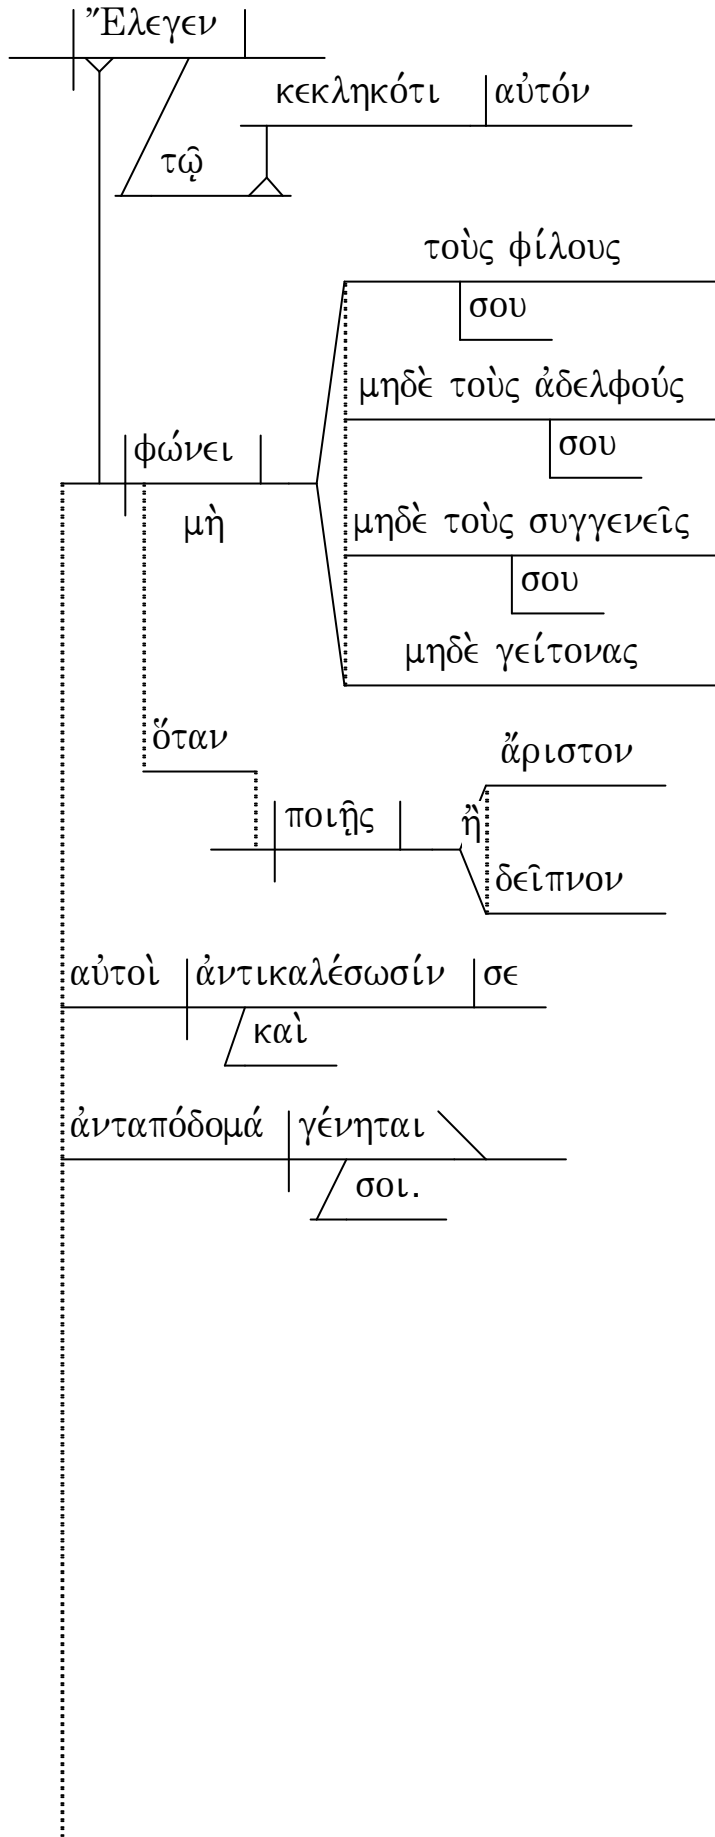 Ἔλεγεν
κεκληκότι αὐτόν
τῷ
τοὺς φίλους
σου
μηδὲ τοὺς ἀδελφούς
σου
φώνει
μὴ
μηδὲ τοὺς συγγενεῖς
σου
μηδὲ γείτονας
ὅταν
ἄριστον
ποιῇς
ἢ
δεῖπνον
αὐτοὶ ἀντικαλέσωσίν σε
καὶ
ἀνταπόδομά γένηται
σοι.